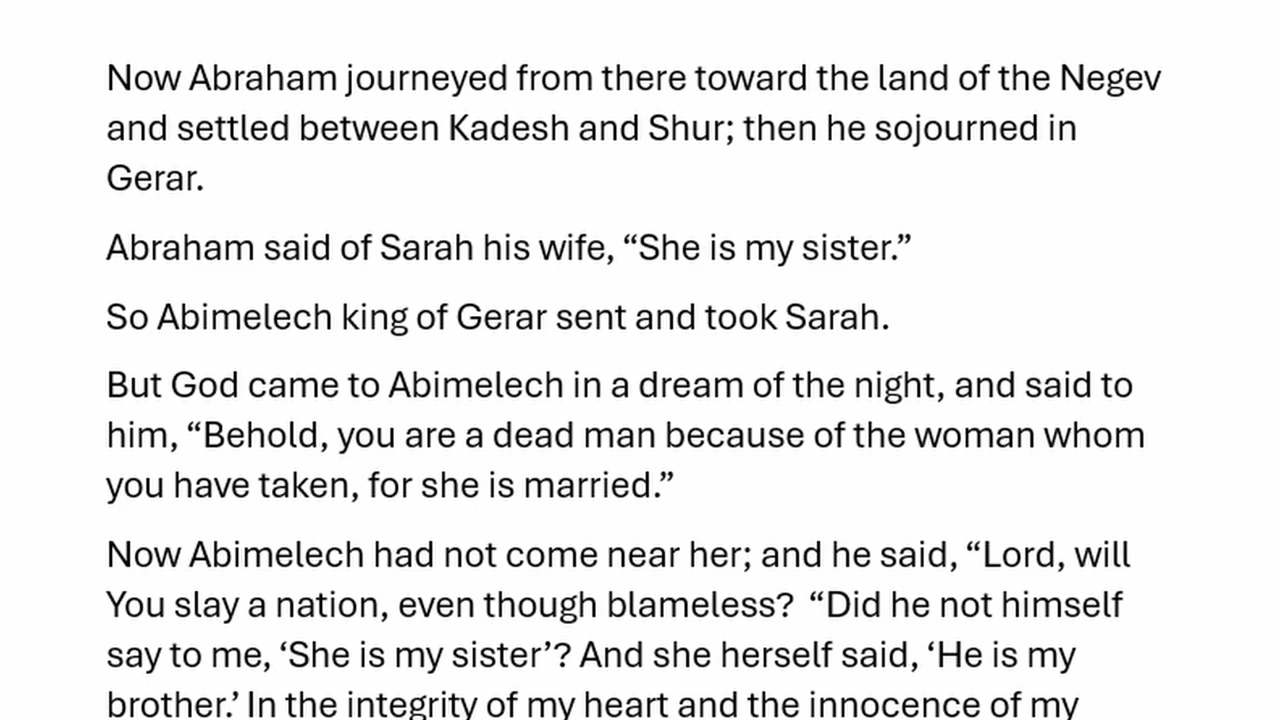 Now Abraham journeyed from there toward the land of the Negev
and settled between Kadesh and Shur; then he sojourned in
Gerar.
Abraham said of Sarah his wife, “She is my sister.”
So Abimelech king of Gerar sent and took Sarah.
But God came to Abimelech in a dream of the night, and said to
him, “Behold, you are a dead man because of the woman whom
you have taken, for she is married.”
Now Abimelech had not come near her; and he said, “Lord, will
You slay a nation, even though blameless?  “Did he not himself
say to me, ‘She is my sister’? And she herself said, ‘He is my
brother.’ In the integrity of my heart and the innocence of my